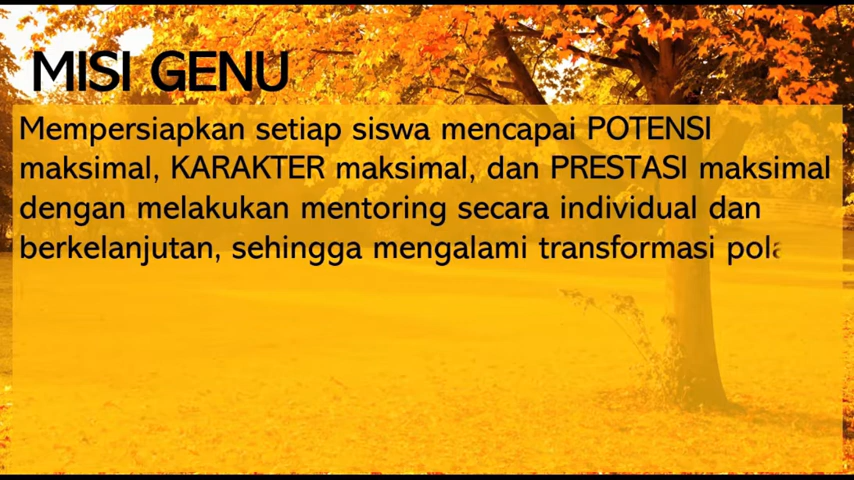 MISI GENU
Mempersiapkan setiap siswa mencapai POTENSI
maksimal, KARAKTER maksimal, dan PRESTASI maksimal
dengan melakukan mentoring secara individual dan
berkelanjutan, sehingga mengalami transformasi pola